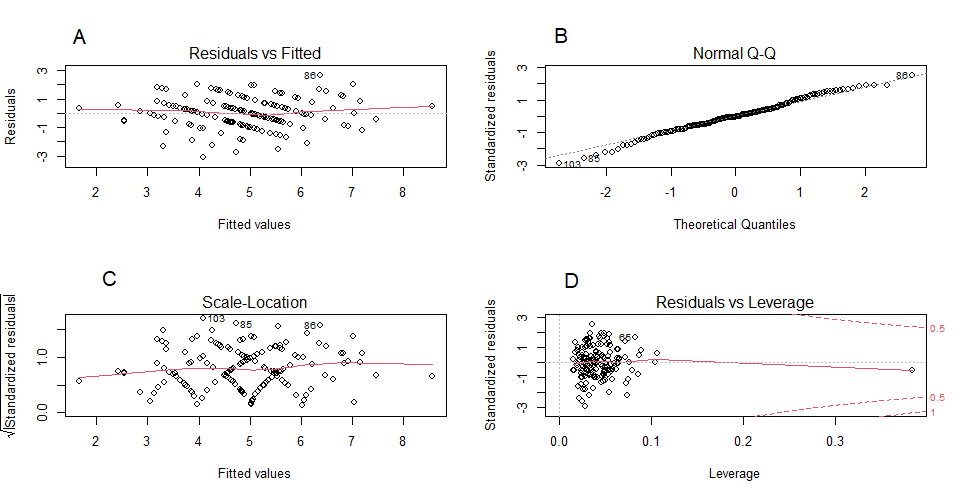 A
Residuals vs Fitted
Residuals
3
1
-1
-3
86
2 3 4 5 6 7 8
Fitted values
B
Normal Q-Q
Standardized residuals
3
1
-1
-3
86
103
85
-2 -1 0 1 2
Theoretical Quantiles
C
Scale-Location
√|Standardized residuals|
1.0
0.0
103
85
86
2 3 4 5 6 7 8
Fitted values
D
Residuals vs Leverage
Standardized residuals
3
1
-1
-3
0.5
0.5
1
0.0 0.1 0.2 0.3
Leverage